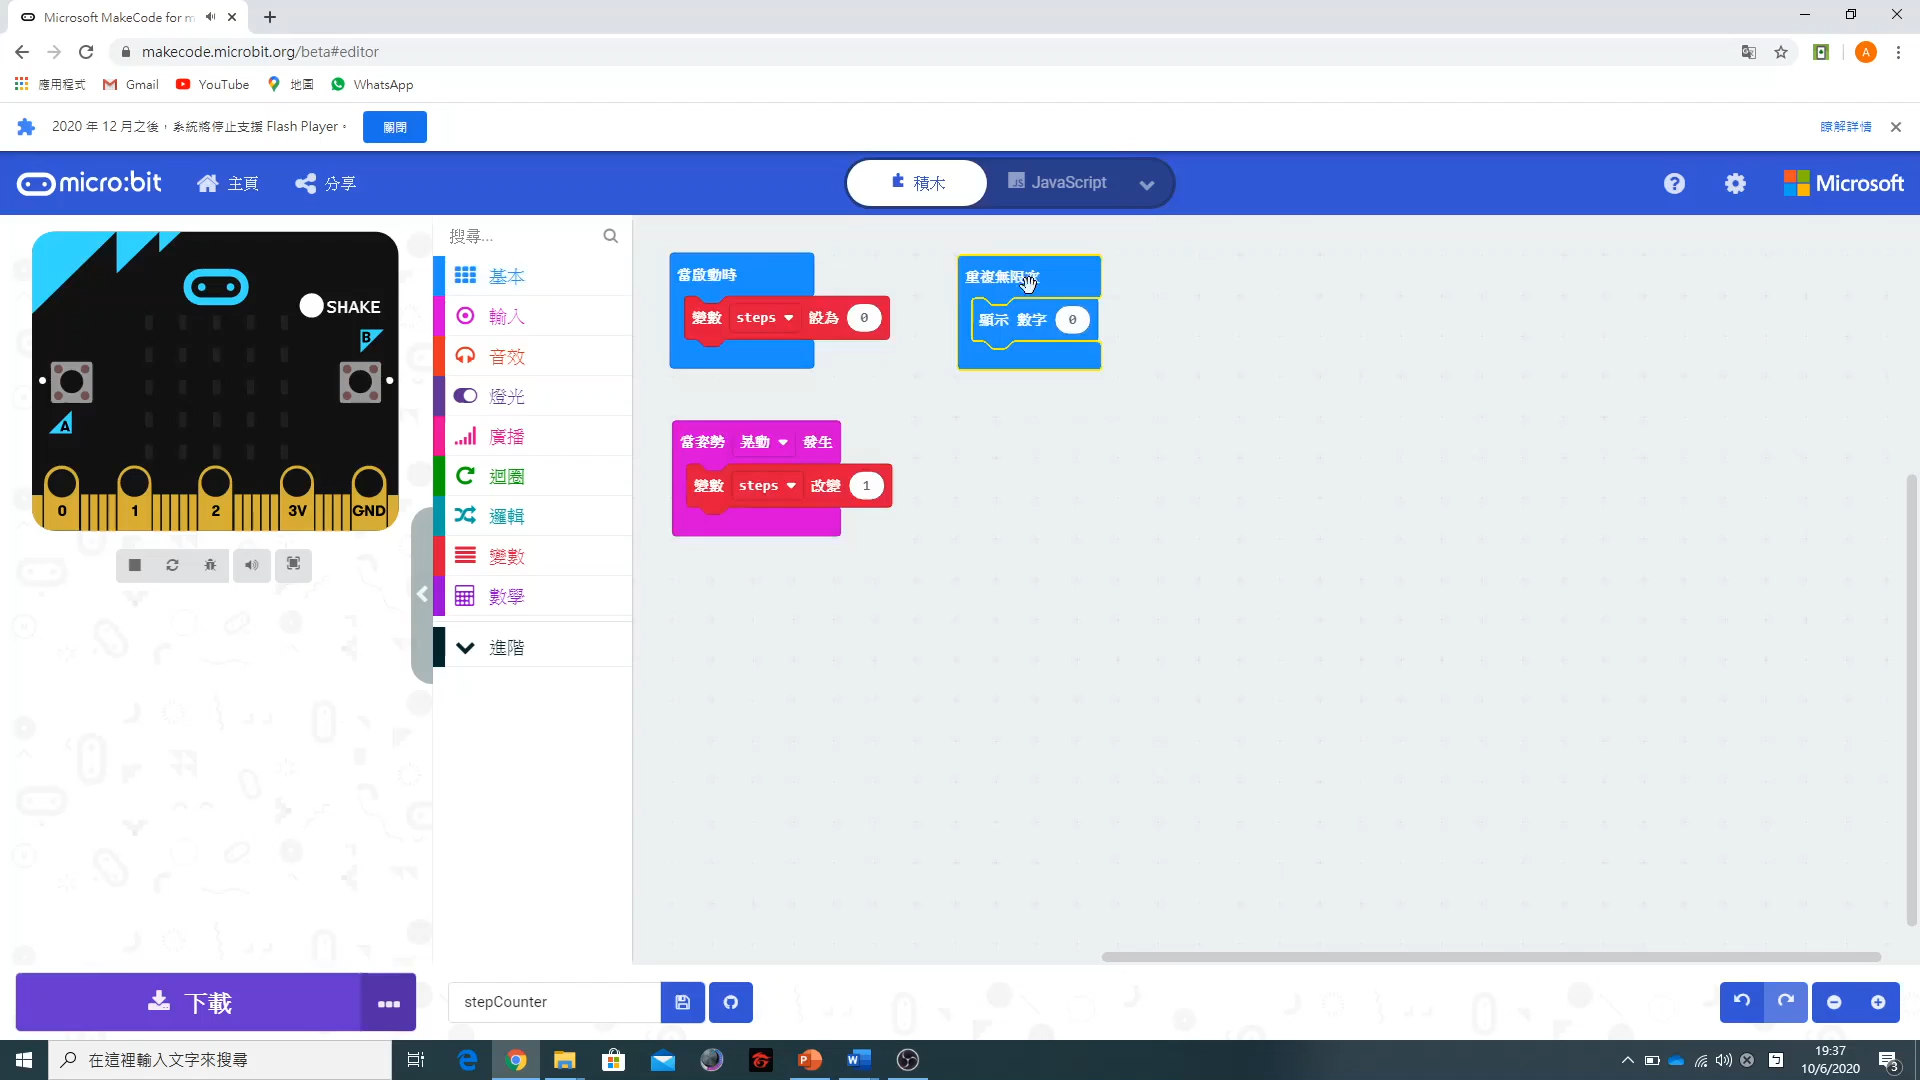 Microsoft MakeCode for m
makecode.microbit.org/beta#editor
A
應用程式
Gmail
YouTube
地圖
WhatsApp
2020 年 12 月之後，系統將停止支援 Flash Player。
關閉
瞭解詳情
micro:bit
主頁
分享
積木
JS
JavaScript
Microsoft
SHAKE
B
A
0 1 2 3V GND
搜尋...
基本
輸入
音效
燈光
廣播
迴圈
邏輯
變數
數學
進階
當啟動時
變數 steps 設為 0
重複無限次
顯示 數字 0
當姿勢 晃動 發生
變數 steps 改變 1
下載
stepCounter
在這裡輸入文字來搜尋
19:37
10/6/2020
3